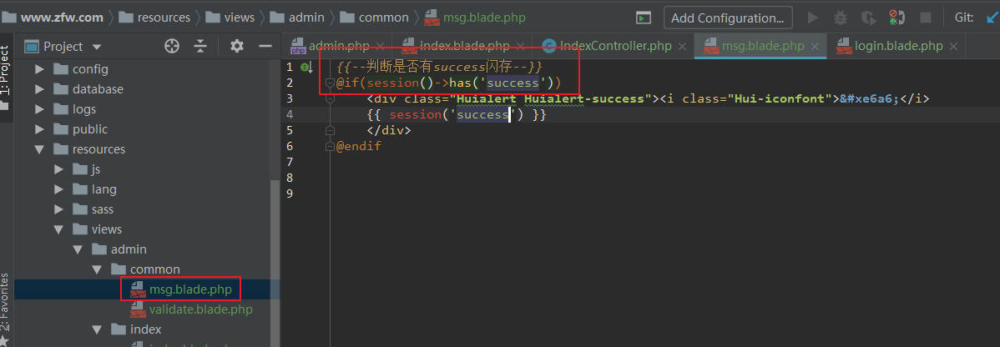 www.zfw.com resources views admin common msg.blade.php Add Configuration... Git:
1: Project
Project
admin.php index.blade.php IndexController.php msg.blade.php login.blade.php
config
database
logs
public
resources
js
lang
sass
views
admin
common
msg.blade.php
validate.blade.php
index
2: Favorites
1 {{--判断是否有success闪存--}}
2 @if(session()->has('success'))
3 <div class="Huialert Huialert-success"><i class="Hui-iconfont">&#xe6a6;</i>
4 {{ session('success') }}
5 </div>
6 @endif
7
8
9